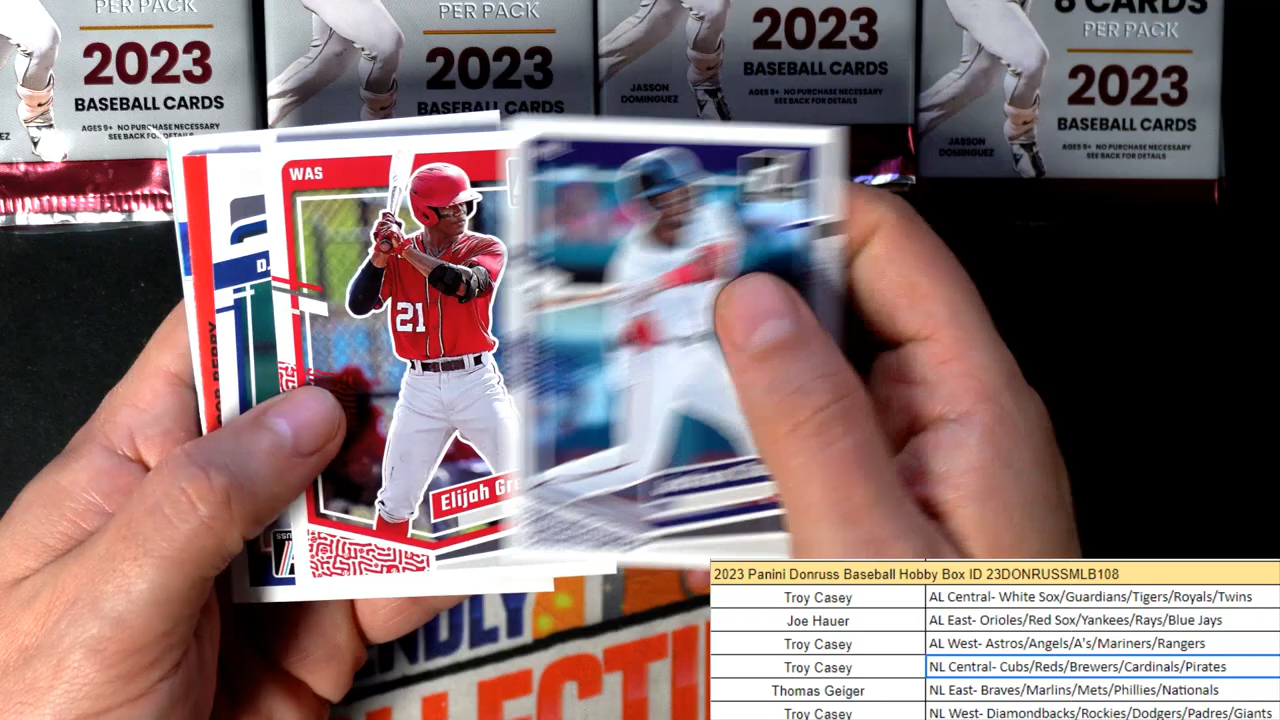 PER PACK
2023
BASEBALL CARDS
AGES 9+ NO PURCHASE NECESSARY
SEE BACK FOR DETAILS
PER PACK
2023
BASEBALL CARDS
2023
BASEBALL CARDS
AGES 9+ NO PURCHASE NECESSARY
SEE BACK FOR DETAILS
JASSON
DOMINGUEZ
8 CARDS
PER PACK
2023
BASEBALL CARDS
AGES 9+ NO PURCHASE NECESSARY
SEE BACK FOR DETAILS
JASSON
DOMINGUEZ
WAS
21
Elijah Gre
2023 Panini Donruss Baseball Hobby Box ID 23DONRUSSMLB108
Troy Casey AL Central- White Sox/Guardians/Tigers/Royals/Twins
Joe Hauer AL East- Orioles/Red Sox/Yankees/Rays/Blue Jays
Troy Casey AL West- Astros/Angels/A's/Mariners/Rangers
Troy Casey NL Central- Cubs/Reds/Brewers/Cardinals/Pirates
Thomas Geiger NL East- Braves/Marlins/Mets/Phillies/Nationals
Troy Casey NL West- Diamondbacks/Rockies/Dodgers/Padres/Giants